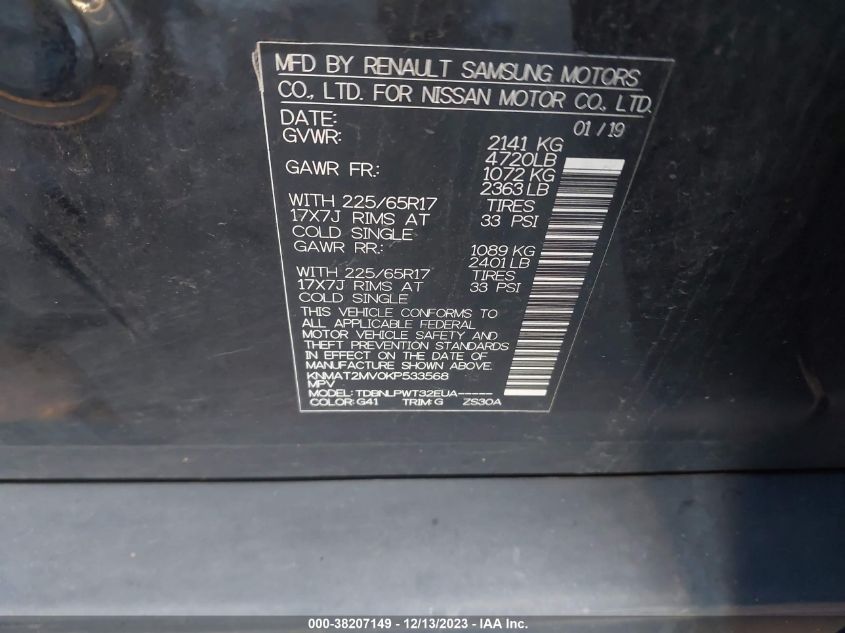 MFD BY RENAULT SAMSUNG MOTORS
CO., LTD. FOR NISSAN MOTOR CO., LTD.
DATE: 01 / 19
GVWR: 2141 KG
4720LB
GAWR FR.: 1072 KG
2363 LB
WITH 225/65R17 TIRES
17X7J RIMS AT 33 PSI
COLD SINGLE
GAWR RR.: 1089 KG
2401 LB
WITH 225/65R17 TIRES
17X7J RIMS AT 33 PSI
COLD SINGLE
THIS VEHICLE CONFORMS TO
ALL APPLICABLE FEDERAL
MOTOR VEHICLE SAFETY AND
THEFT PREVENTION STANDARDS
IN EFFECT ON THE DATE OF
MANUFACTURE SHOWN ABOVE.
KNMAT2MV0KP533568
MPV
MODEL: TDBNLPWT32EUA-----
COLOR: G41 TRIM: G ZS30A
000-38207149 - 12/13/2023 - IAA Inc.